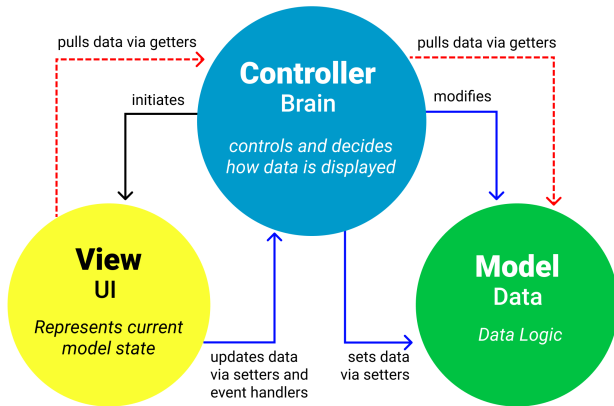 pulls data via getters
pulls data via getters
Controller
Brain
initiates
modifies
controls and decides
how data is displayed
View
UI
Represents current
model state
Model
Data
Data Logic
updates data
via setters and
event handlers
sets data
via setters